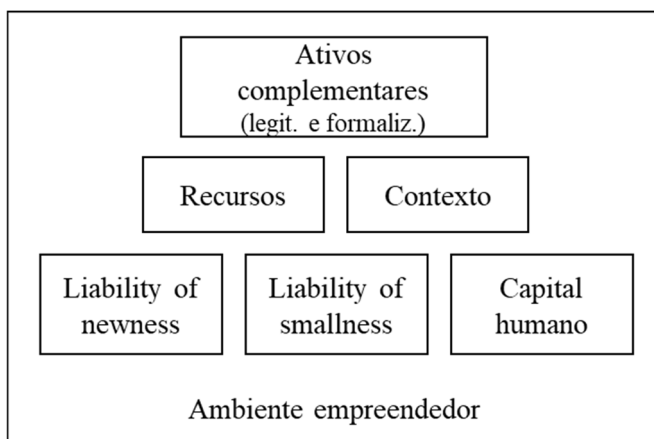 Ativos
complementares
(legit. e formaliz.)
Recursos
Contexto
Liability of
newness
Liability of
smallness
Capital
humano
Ambiente empreendedor